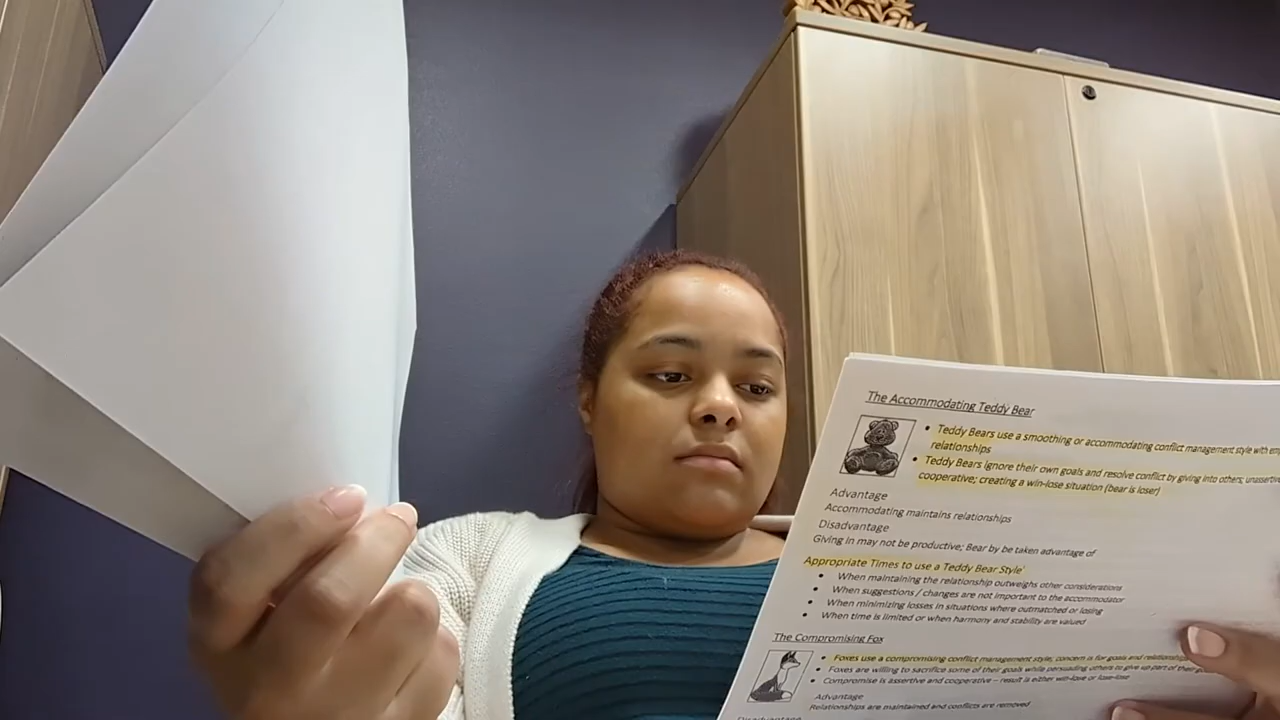 The Accommodating Teddy Bear
• Teddy Bears use a smoothing or accommodating conflict management style with
relationships
• Teddy Bears ignore their own goals and resolve conflict by giving into others;
cooperative; creating a win-lose situation (bear is loser)
Advantage
Accommodating maintains relationships
Disadvantage
Giving in may not be productive; Bear by be taken advantage of
Appropriate Times to use a Teddy Bear Style'
• When maintaining the relationship outweighs other considerations
• When suggestions / changes are not important to the accommodator
• When minimizing losses in situations where outmatched or losing
• When time is limited or when harmony and stability are valued
The Compromising Fox
• Foxes use a compromising conflict management style; concern is for goals and
• Foxes are willing to sacrifice some of their goals while persuading others to give up part of their
• Compromise is assertive and cooperative – result is either win-lose or lose-lose
Advantage
Relationships are maintained and conflicts are removed
Disadvantage